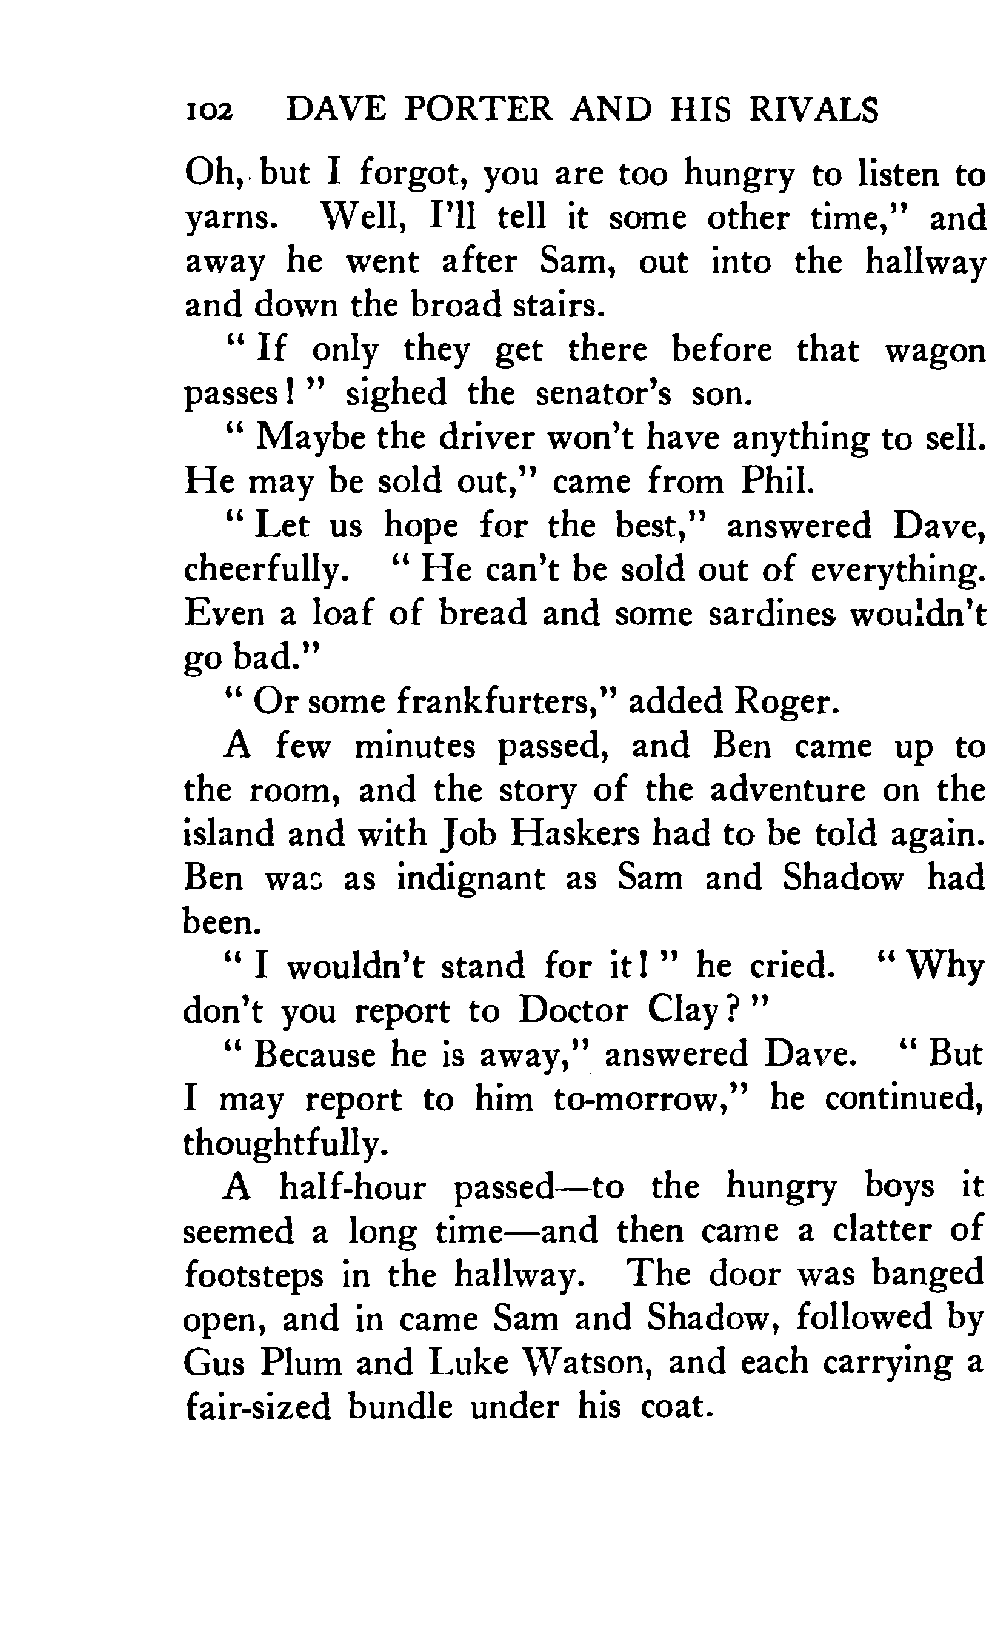 102 DAVE PORTER AND HIS RIVALS
Oh, but I forgot, you are too hungry to listen to
yarns. Well, I'll tell it some other time," and
away he went after Sam, out into the hallway
and down the broad stairs.
" If only they get there before that wagon
passes! " sighed the senator's son.
" Maybe the driver won't have anything to sell.
He may be sold out," came from Phil.
" Let us hope for the best," answered Dave,
cheerfully. " He can't be sold out of everything.
Even a loaf of bread and some sardines wouldn't
go bad."
" Or some frankfurters," added Roger.
A few minutes passed, and Ben came up to
the room, and the story of the adventure on the
island and with Job Haskers had to be told again.
Ben was as indignant as Sam and Shadow had
been.
" I wouldn't stand for it! " he cried. " Why
don't you report to Doctor Clay? "
" Because he is away," answered Dave. " But
I may report to him to-morrow," he continued,
thoughtfully.
A half-hour passed—to the hungry boys it
seemed a long time—and then came a clatter of
footsteps in the hallway. The door was banged
open, and in came Sam and Shadow, followed by
Gus Plum and Luke Watson, and each carrying a
fair-sized bundle under his coat.